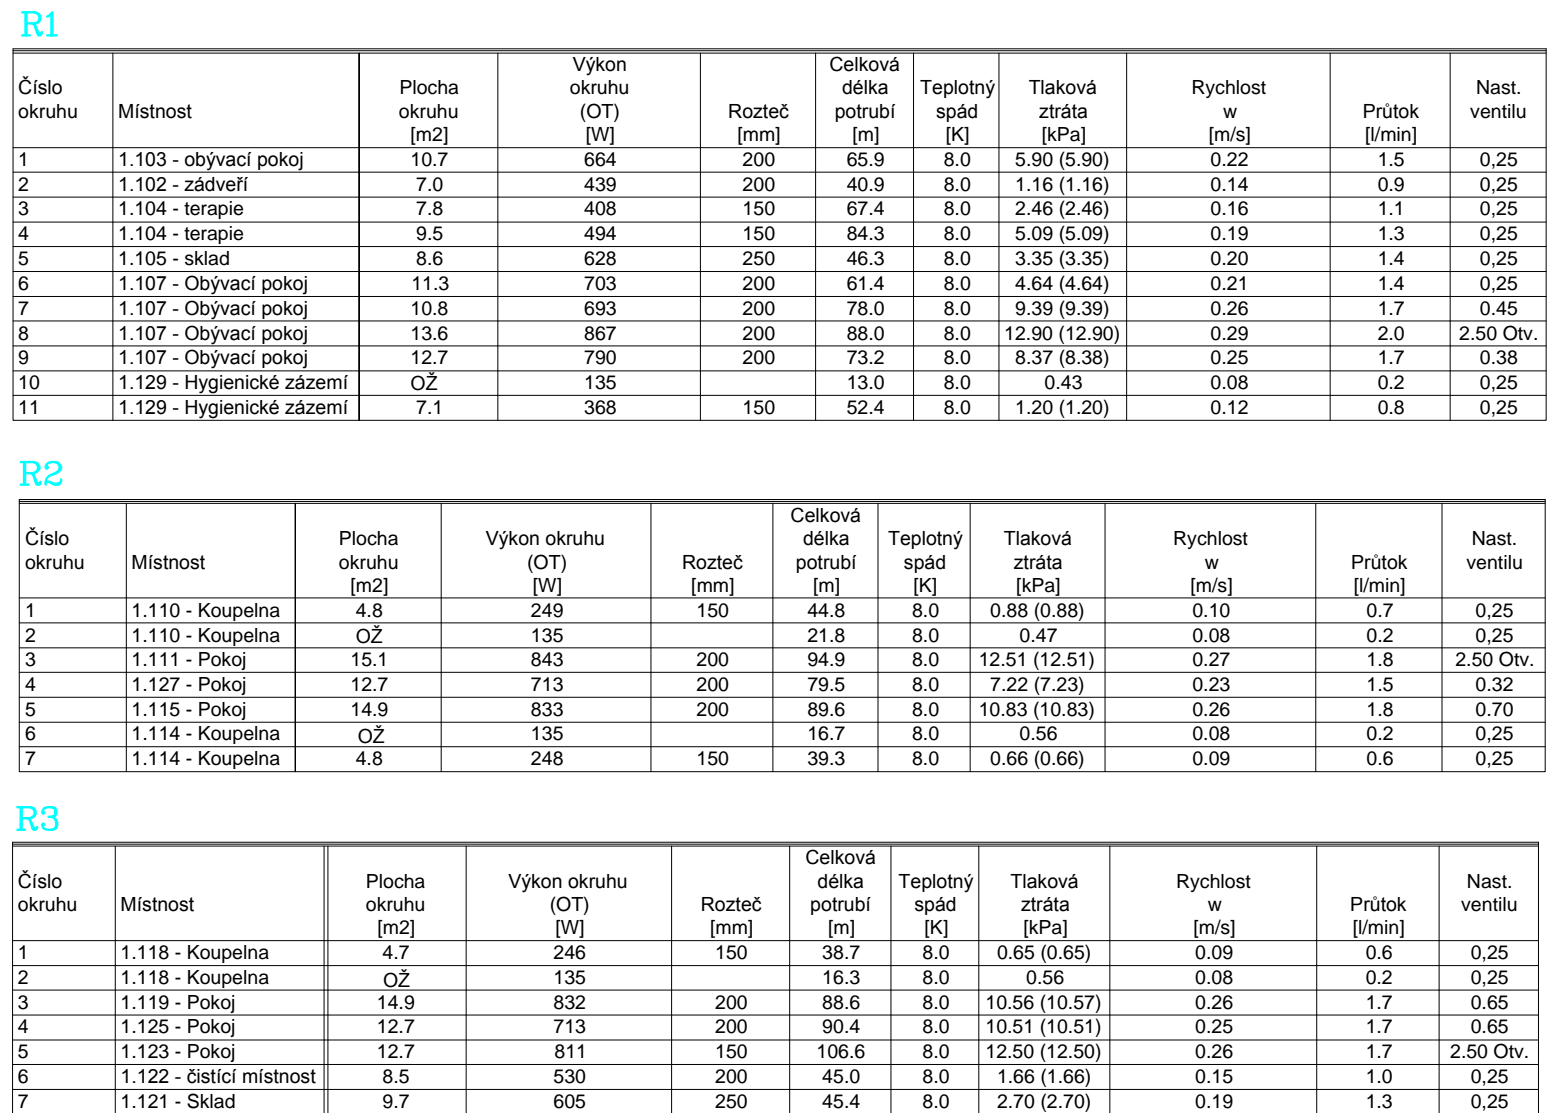 R1
Číslo okruhu Místnost Plocha okruhu [m2] Výkon okruhu (OT) [W] Rozteč [mm] Celková délka potrubí [m] Teplotný spád [K] Tlaková ztráta [kPa] Rychlost w [m/s] Průtok [l/min] Nast. ventilu
1 1.103 - obývací pokoj 10.7 664 200 65.9 8.0 5.90 (5.90) 0.22 1.5 0,25
2 1.102 - zádveří 7.0 439 200 40.9 8.0 1.16 (1.16) 0.14 0.9 0,25
3 1.104 - terapie 7.8 408 150 67.4 8.0 2.46 (2.46) 0.16 1.1 0,25
4 1.104 - terapie 9.5 494 150 84.3 8.0 5.09 (5.09) 0.19 1.3 0,25
5 1.105 - sklad 8.6 628 250 46.3 8.0 3.35 (3.35) 0.20 1.4 0,25
6 1.107 - Obývací pokoj 11.3 703 200 61.4 8.0 4.64 (4.64) 0.21 1.4 0,25
7 1.107 - Obývací pokoj 10.8 693 200 78.0 8.0 9.39 (9.39) 0.26 1.7 0.45
8 1.107 - Obývací pokoj 13.6 867 200 88.0 8.0 12.90 (12.90) 0.29 2.0 2.50 Otv.
9 1.107 - Obývací pokoj 12.7 790 200 73.2 8.0 8.37 (8.38) 0.25 1.7 0.38
10 1.129 - Hygienické zázemí OŽ 135 13.0 8.0 0.43 0.08 0.2 0,25
11 1.129 - Hygienické zázemí 7.1 368 150 52.4 8.0 1.20 (1.20) 0.12 0.8 0,25
R2
Číslo okruhu Místnost Plocha okruhu [m2] Výkon okruhu (OT) [W] Rozteč [mm] Celková délka potrubí [m] Teplotný spád [K] Tlaková ztráta [kPa] Rychlost w [m/s] Průtok [l/min] Nast. ventilu
1 1.110 - Koupelna 4.8 249 150 44.8 8.0 0.88 (0.88) 0.10 0.7 0,25
2 1.110 - Koupelna OŽ 135 21.8 8.0 0.47 0.08 0.2 0,25
3 1.111 - Pokoj 15.1 843 200 94.9 8.0 12.51 (12.51) 0.27 1.8 2.50 Otv.
4 1.127 - Pokoj 12.7 713 200 79.5 8.0 7.22 (7.23) 0.23 1.5 0.32
5 1.115 - Pokoj 14.9 833 200 89.6 8.0 10.83 (10.83) 0.26 1.8 0.70
6 1.114 - Koupelna OŽ 135 16.7 8.0 0.56 0.08 0.2 0,25
7 1.114 - Koupelna 4.8 248 150 39.3 8.0 0.66 (0.66) 0.09 0.6 0,25
R3
Číslo okruhu Místnost Plocha okruhu [m2] Výkon okruhu (OT) [W] Rozteč [mm] Celková délka potrubí [m] Teplotný spád [K] Tlaková ztráta [kPa] Rychlost w [m/s] Průtok [l/min] Nast. ventilu
1 1.118 - Koupelna 4.7 246 150 38.7 8.0 0.65 (0.65) 0.09 0.6 0,25
2 1.118 - Koupelna OŽ 135 16.3 8.0 0.56 0.08 0.2 0,25
3 1.119 - Pokoj 14.9 832 200 88.6 8.0 10.56 (10.57) 0.26 1.7 0.65
4 1.125 - Pokoj 12.7 713 200 90.4 8.0 10.51 (10.51) 0.25 1.7 0.65
5 1.123 - Pokoj 12.7 811 150 106.6 8.0 12.50 (12.50) 0.26 1.7 2.50 Otv.
6 1.122 - čistící místnost 8.5 530 200 45.0 8.0 1.66 (1.66) 0.15 1.0 0,25
7 1.121 - Sklad 9.7 605 250 45.4 8.0 2.70 (2.70) 0.19 1.3 0,25